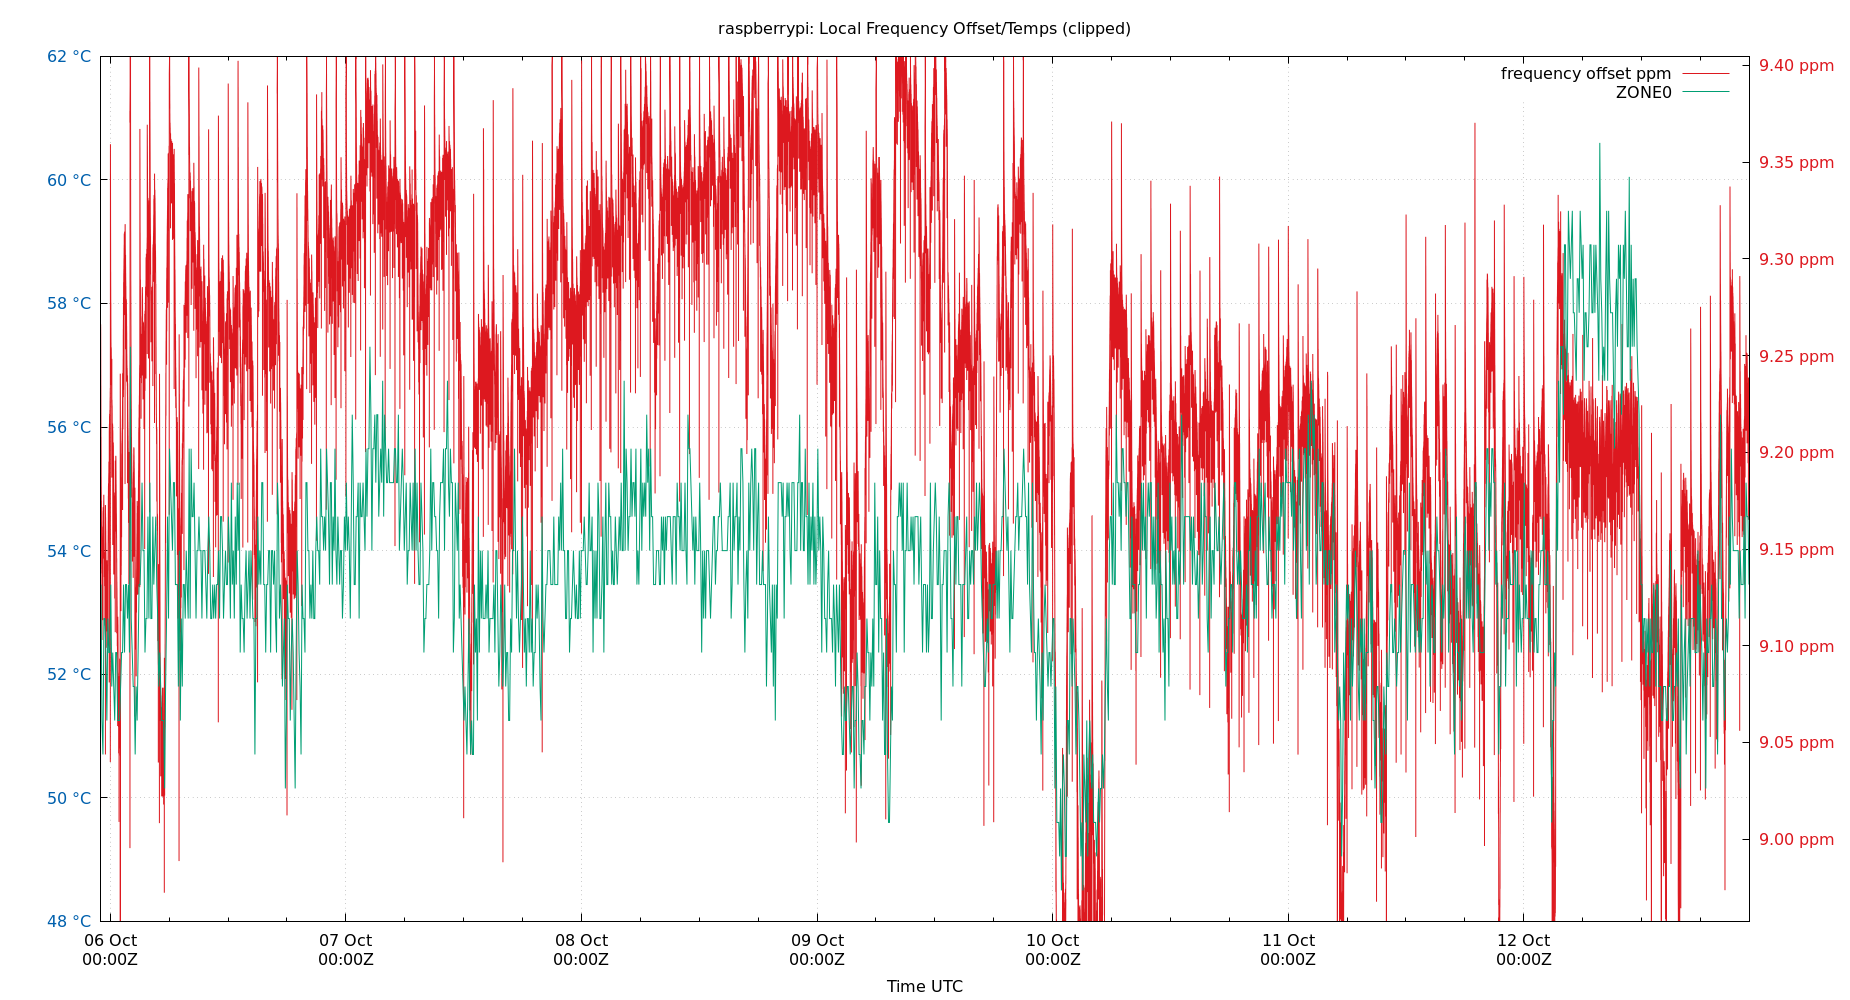 raspberrypi: Local Frequency Offset/Temps (clipped)
62 °C
60 °C
58 °C
56 °C
54 °C
52 °C
50 °C
48 °C
frequency offset ppm
ZONE0
9.40 ppm
9.35 ppm
9.30 ppm
9.25 ppm
9.20 ppm
9.15 ppm
9.10 ppm
9.05 ppm
9.00 ppm
06 Oct 07 Oct 08 Oct 09 Oct 10 Oct 11 Oct 12 Oct
00:00Z 00:00Z 00:00Z 00:00Z 00:00Z 00:00Z 00:00Z
Time UTC